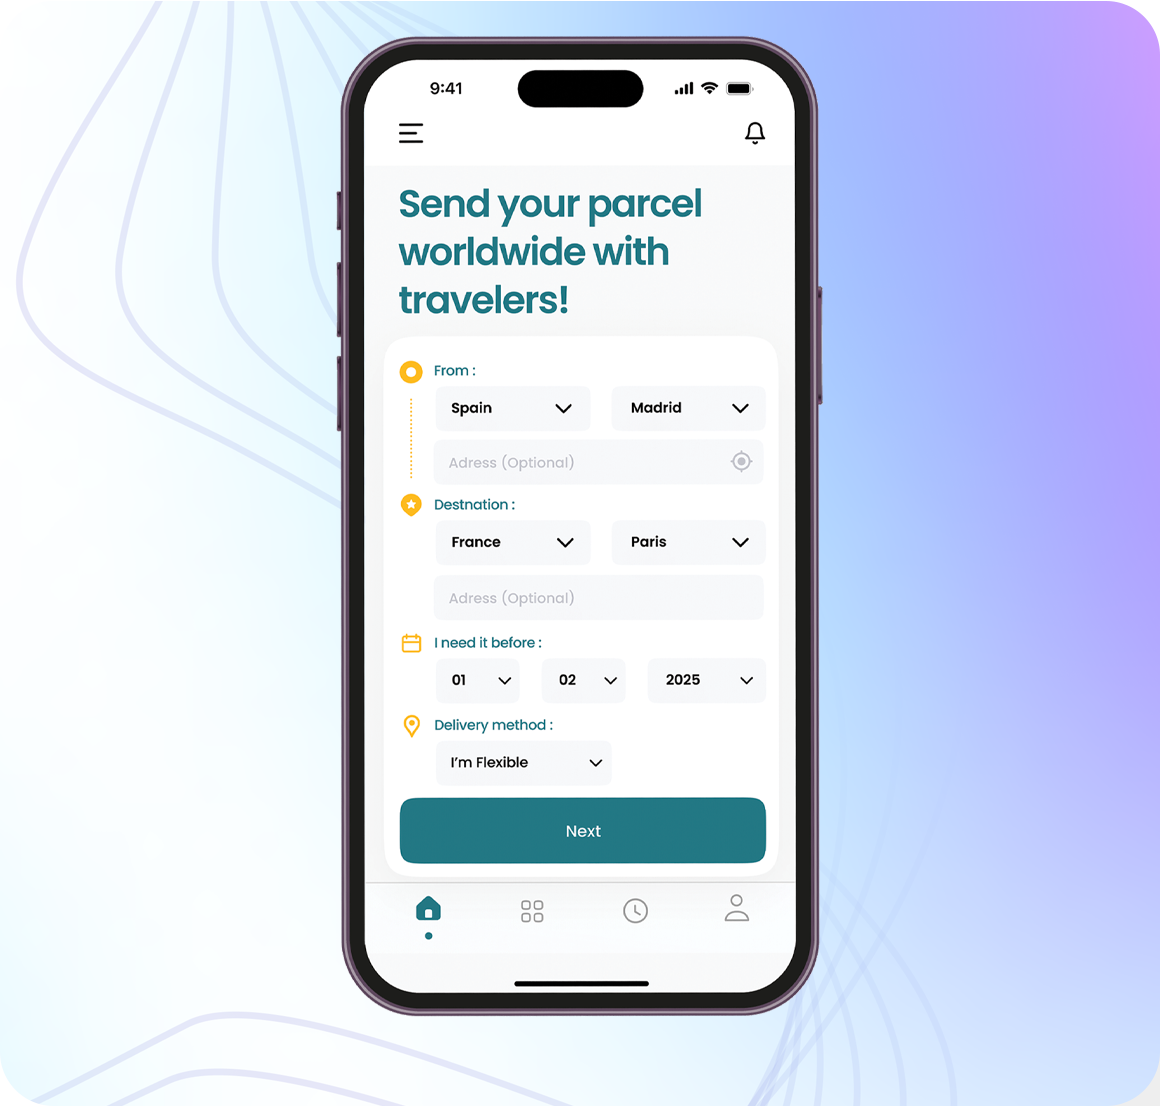 9:41
Send your parcel
worldwide with
travelers!
From :
Spain Madrid
Adress (Optional)
Destnation :
France Paris
Adress (Optional)
I need it before :
01 02 2025
Delivery method :
I'm Flexible
Next